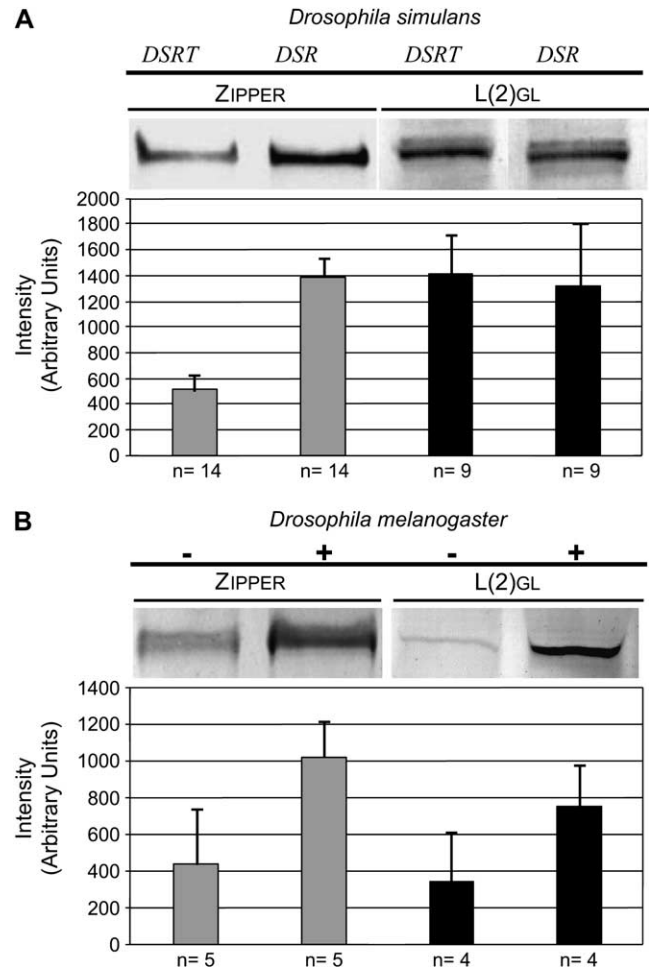 A
Drosophila simulans
DSRT DSR DSRT DSR
ZIPPER L(2)GL
Intensity
(Arbitrary Units)
2000
1800
1600
1400
1200
1000
800
600
400
200
0
n= 14 n= 14 n= 9 n= 9
B
Drosophila melanogaster
- + - +
ZIPPER L(2)GL
Intensity
(Arbitrary Units)
1400
1200
1000
800
600
400
200
0
n= 5 n= 5 n= 4 n= 4